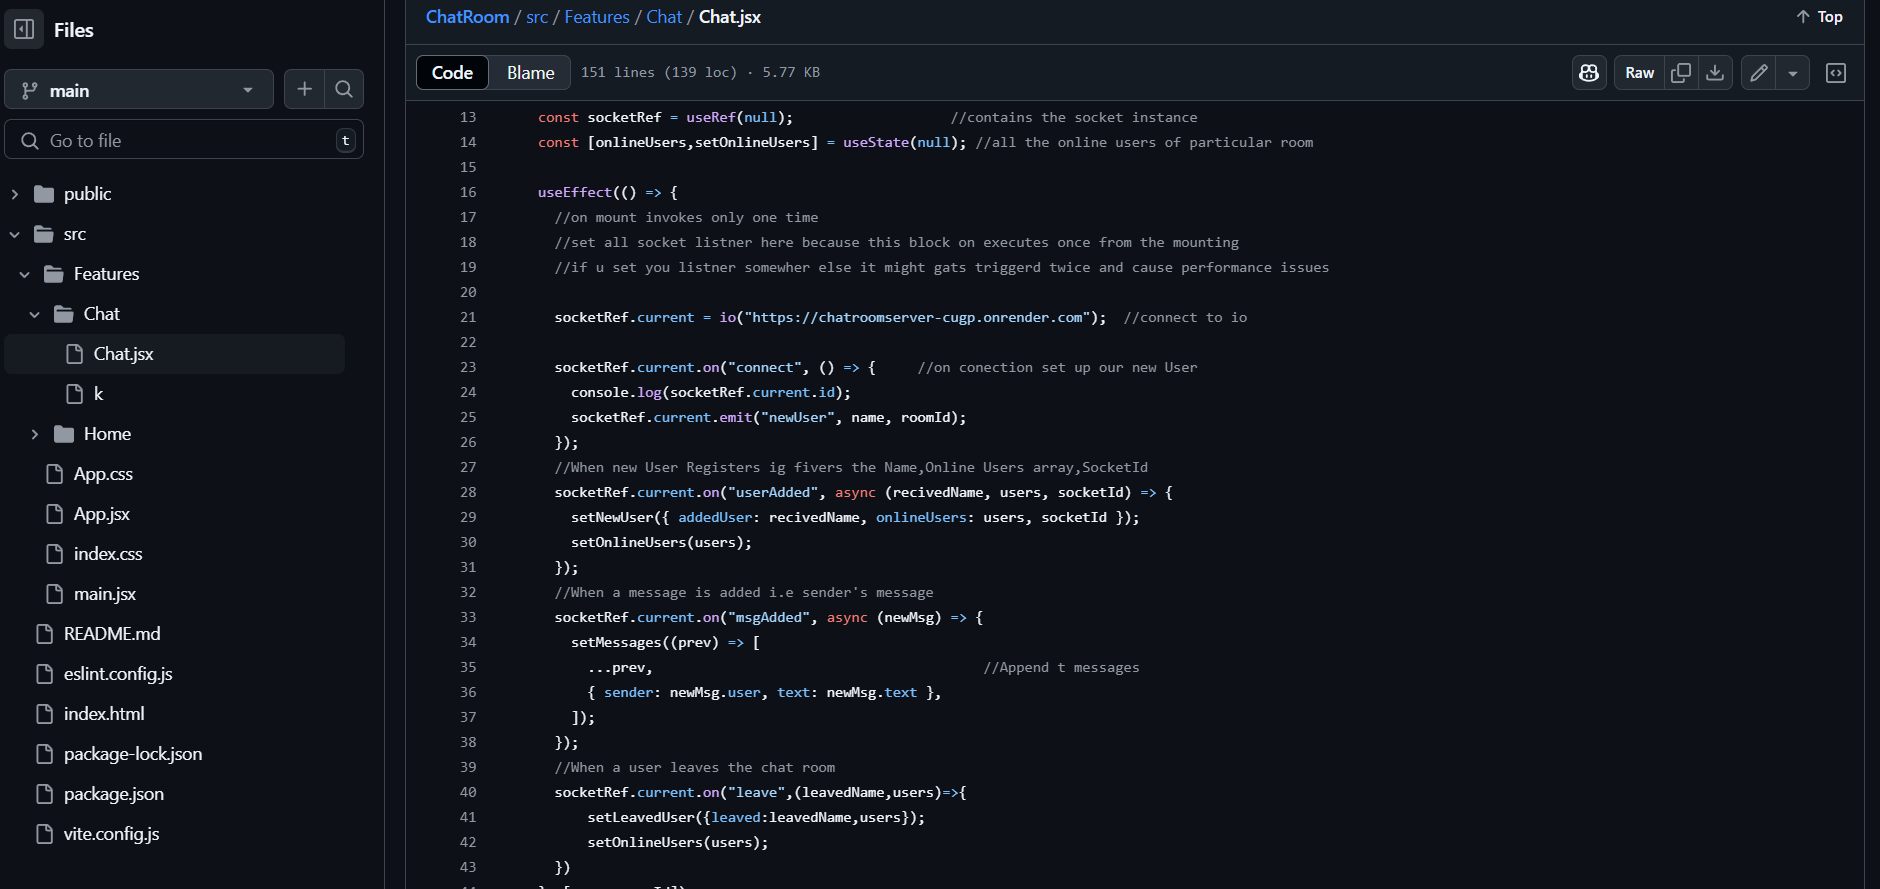 Files
main
Go to file
t
public
src
Features
Chat
Chat.jsx
k
Home
App.css
App.jsx
index.css
main.jsx
README.md
eslint.config.js
index.html
package-lock.json
package.json
vite.config.js
ChatRoom / src / Features / Chat / Chat.jsx
Top
Code Blame 151 lines (139 loc) · 5.77 KB Raw
13 const socketRef = useRef(null); //contains the socket instance
14 const [onlineUsers,setOnlineUsers] = useState(null); //all the online users of particular room
15
16 useEffect(() => {
17 //on mount invokes only one time
18 //set all socket listner here because this block on executes once from the mounting
19 //if u set you listner somewher else it might gats triggerd twice and cause performance issues
20
21 socketRef.current = io("https://chatroomserver-cugp.onrender.com"); //connect to io
22
23 socketRef.current.on("connect", () => { //on conection set up our new User
24 console.log(socketRef.current.id);
25 socketRef.current.emit("newUser", name, roomId);
26 });
27 //When new User Registers ig fivers the Name,Online Users array,SocketId
28 socketRef.current.on("userAdded", async (recivedName, users, socketId) => {
29 setNewUser({ addedUser: recivedName, onlineUsers: users, socketId });
30 setOnlineUsers(users);
31 });
32 //When a message is added i.e sender's message
33 socketRef.current.on("msgAdded", async (newMsg) => {
34 setMessages((prev) => [
35 ...prev, //Append t messages
36 { sender: newMsg.user, text: newMsg.text },
37 ]);
38 });
39 //When a user leaves the chat room
40 socketRef.current.on("leave",(leavedName,users)=>{
41 setLeavedUser({leaved:leavedName,users});
42 setOnlineUsers(users);
43 })